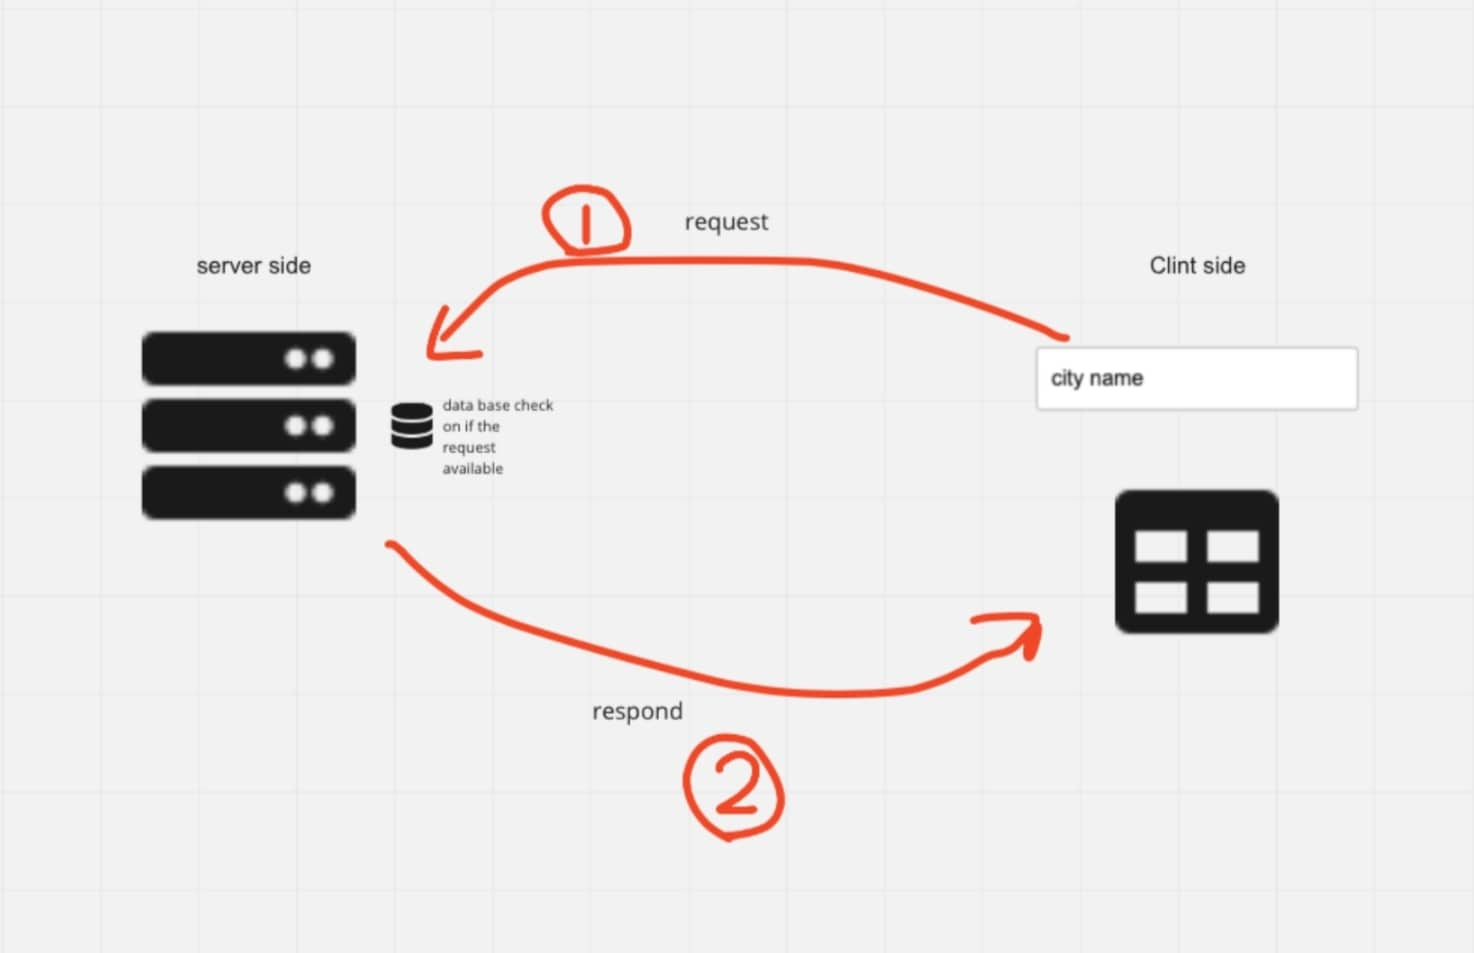 1
request
server side
Clint side
city name
data base check
on if the
request
available
respond
2